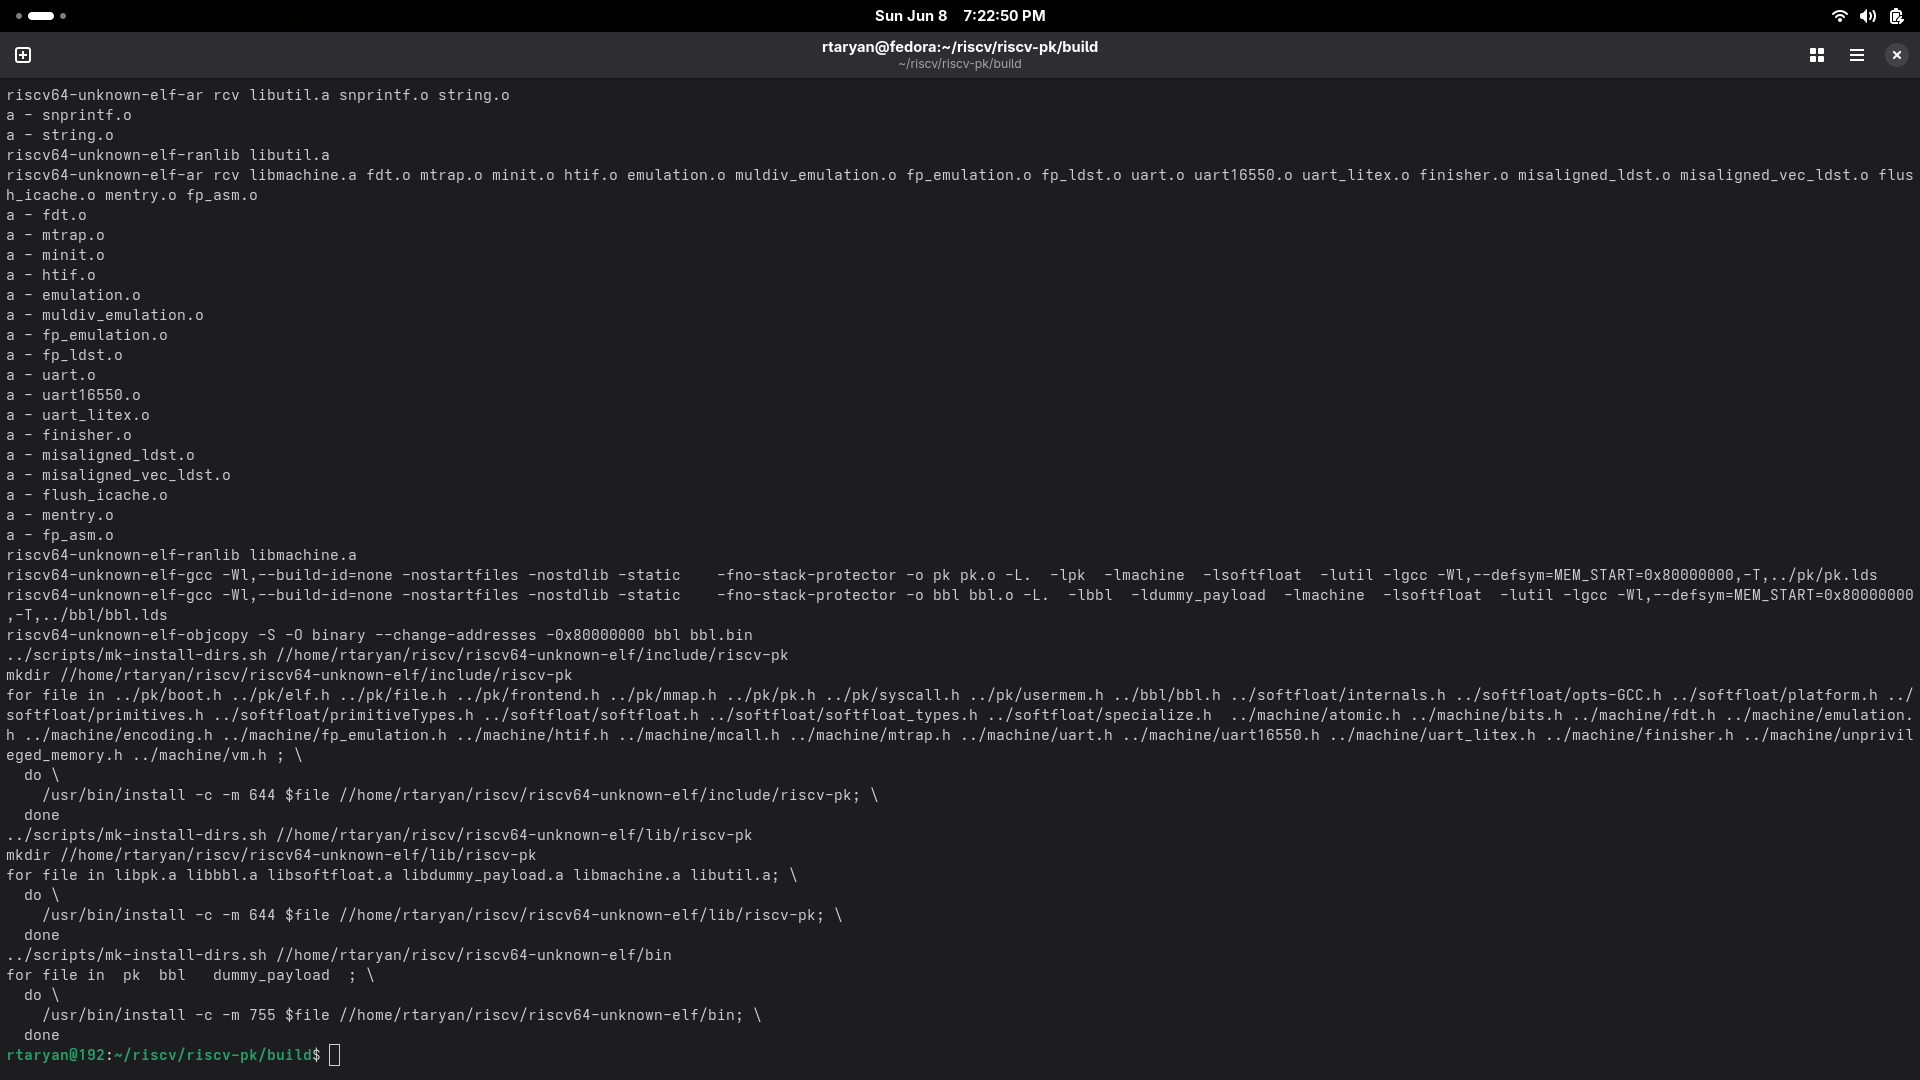 Sun Jun 8 7:22:50 PM
rtaryan@fedora:~/riscv/riscv-pk/build
~/riscv/riscv-pk/build
riscv64-unknown-elf-ar rcv libutil.a snprintf.o string.o
a - snprintf.o
a - string.o
riscv64-unknown-elf-ranlib libutil.a
riscv64-unknown-elf-ar rcv libmachine.a fdt.o mtrap.o minit.o htif.o emulation.o muldiv_emulation.o fp_emulation.o fp_ldst.o uart.o uart16550.o uart_litex.o finisher.o misaligned_ldst.o misaligned_vec_ldst.o flus
h_icache.o mentry.o fp_asm.o
a - fdt.o
a - mtrap.o
a - minit.o
a - htif.o
a - emulation.o
a - muldiv_emulation.o
a - fp_emulation.o
a - fp_ldst.o
a - uart.o
a - uart16550.o
a - uart_litex.o
a - finisher.o
a - misaligned_ldst.o
a - misaligned_vec_ldst.o
a - flush_icache.o
a - mentry.o
a - fp_asm.o
riscv64-unknown-elf-ranlib libmachine.a
riscv64-unknown-elf-gcc -Wl,--build-id=none -nostartfiles -nostdlib -static    -fno-stack-protector -o pk pk.o -L.  -lpk  -lmachine  -lsoftfloat  -lutil -lgcc -Wl,--defsym=MEM_START=0x80000000,-T,../pk/pk.lds
riscv64-unknown-elf-gcc -Wl,--build-id=none -nostartfiles -nostdlib -static    -fno-stack-protector -o bbl bbl.o -L.  -lbbl  -ldummy_payload  -lmachine  -lsoftfloat  -lutil -lgcc -Wl,--defsym=MEM_START=0x80000000
,-T,../bbl/bbl.lds
riscv64-unknown-elf-objcopy -S -O binary --change-addresses -0x80000000 bbl bbl.bin
../scripts/mk-install-dirs.sh //home/rtaryan/riscv/riscv64-unknown-elf/include/riscv-pk
mkdir //home/rtaryan/riscv/riscv64-unknown-elf/include/riscv-pk
for file in ../pk/boot.h ../pk/elf.h ../pk/file.h ../pk/frontend.h ../pk/mmap.h ../pk/pk.h ../pk/syscall.h ../pk/usermem.h ../bbl/bbl.h ../softfloat/internals.h ../softfloat/opts-GCC.h ../softfloat/platform.h ../
softfloat/primitives.h ../softfloat/primitiveTypes.h ../softfloat/softfloat.h ../softfloat/softfloat_types.h ../softfloat/specialize.h  ../machine/atomic.h ../machine/bits.h ../machine/fdt.h ../machine/emulation.
h ../machine/encoding.h ../machine/fp_emulation.h ../machine/htif.h ../machine/mcall.h ../machine/mtrap.h ../machine/uart.h ../machine/uart16550.h ../machine/uart_litex.h ../machine/finisher.h ../machine/unprivil
eged_memory.h ../machine/vm.h ; \
  do \
    /usr/bin/install -c -m 644 $file //home/rtaryan/riscv/riscv64-unknown-elf/include/riscv-pk; \
  done
../scripts/mk-install-dirs.sh //home/rtaryan/riscv/riscv64-unknown-elf/lib/riscv-pk
mkdir //home/rtaryan/riscv/riscv64-unknown-elf/lib/riscv-pk
for file in libpk.a libbbl.a libsoftfloat.a libdummy_payload.a libmachine.a libutil.a; \
  do \
    /usr/bin/install -c -m 644 $file //home/rtaryan/riscv/riscv64-unknown-elf/lib/riscv-pk; \
  done
../scripts/mk-install-dirs.sh //home/rtaryan/riscv/riscv64-unknown-elf/bin
for file in  pk  bbl   dummy_payload  ; \
  do \
    /usr/bin/install -c -m 755 $file //home/rtaryan/riscv/riscv64-unknown-elf/bin; \
  done
rtaryan@192:~/riscv/riscv-pk/build$